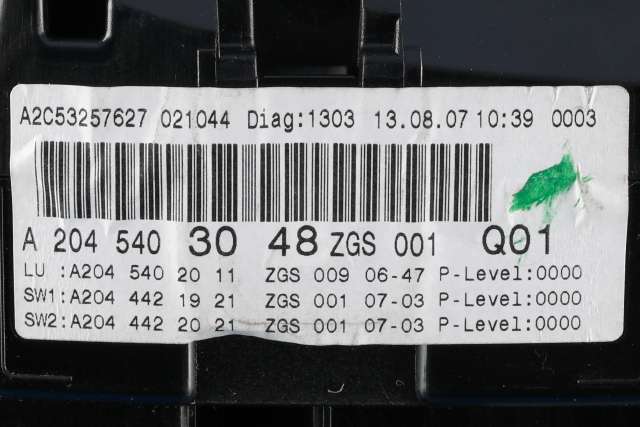 A2C53257627 021044 Diag:1303 13.08.07 10:39 0003
A 204 540 30 48 ZGS 001 Q01
LU :A204 540 20 11 ZGS 009 06-47 P-Level:0000
SW1:A204 442 19 21 ZGS 001 07-03 P-Level:0000
SW2:A204 442 20 21 ZGS 001 07-03 P-Level:0000